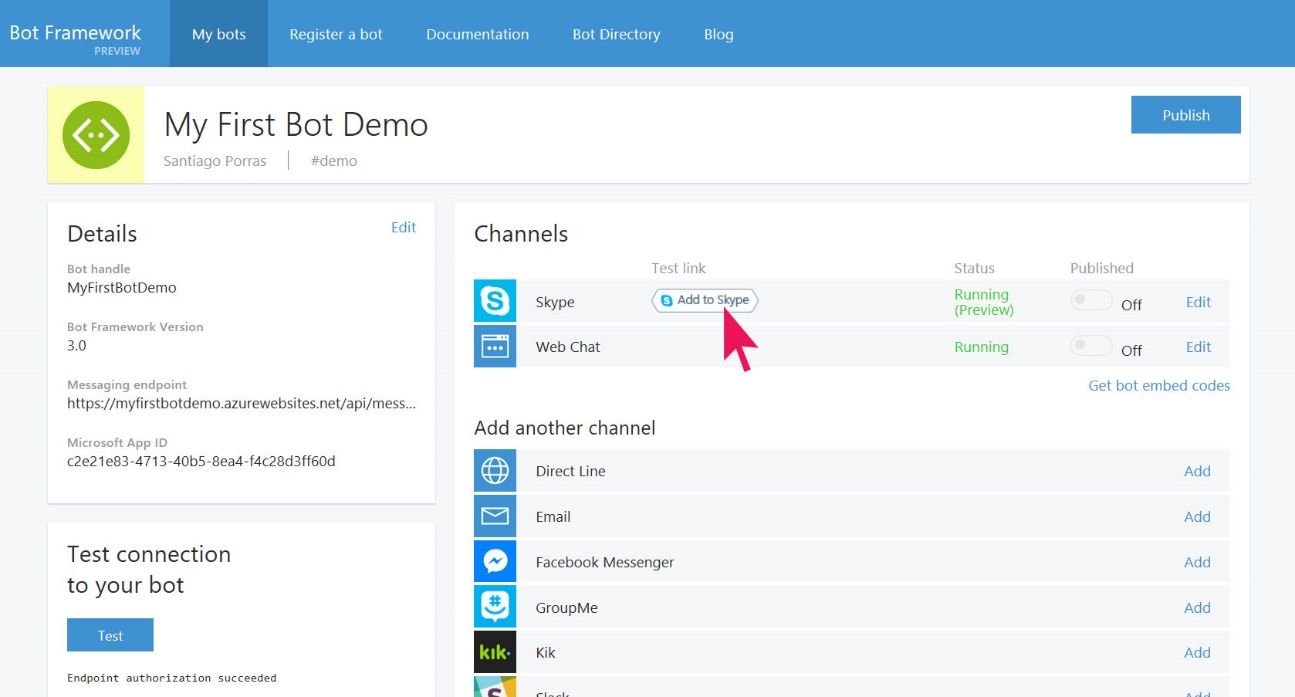 Bot Framework
PREVIEW
My bots
Register a bot
Documentation
Bot Directory
Blog
My First Bot Demo
Santiago Porras
#demo
Publish
Details
Edit
Bot handle
MyFirstBotDemo
Bot Framework Version
3.0
Messaging endpoint
https://myfirstbotdemo.azurewebsites.net/api/mess...
Microsoft App ID
c2e21e83-4713-40b5-8ea4-f4c28d3ff60d
Test connection
to your bot
Test
Endpoint authorization succeeded
Channels
Test link
Status
Published
Skype
Add to Skype
Running
(Preview)
Off
Edit
Web Chat
Running
Off
Edit
Get bot embed codes
Add another channel
Direct Line
Add
Email
Add
Facebook Messenger
Add
GroupMe
Add
kik
Kik
Add
Slack
Add